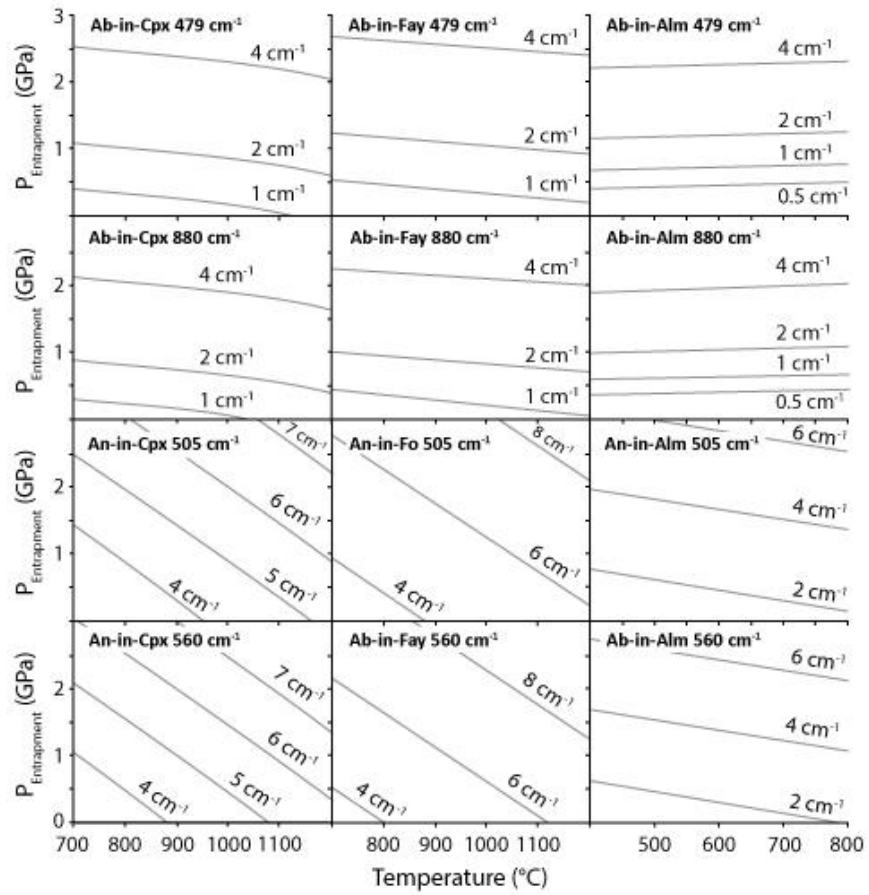 Ab-in-Cpx 479 cm⁻¹
4 cm⁻¹
2 cm⁻¹
1 cm⁻¹
Ab-in-Fay 479 cm⁻¹
4 cm⁻¹
2 cm⁻¹
1 cm⁻¹
Ab-in-Alm 479 cm⁻¹
4 cm⁻¹
2 cm⁻¹
1 cm⁻¹
0.5 cm⁻¹
3
2
1
P Entrapment (GPa)
Ab-in-Cpx 880 cm⁻¹
4 cm⁻¹
2 cm⁻¹
1 cm⁻¹
Ab-in-Fay 880 cm⁻¹
4 cm⁻¹
2 cm⁻¹
1 cm⁻¹
Ab-in-Alm 880 cm⁻¹
4 cm⁻¹
2 cm⁻¹
1 cm⁻¹
0.5 cm⁻¹
2
1
P Entrapment (GPa)
An-in-Cpx 505 cm⁻¹
7 cm⁻¹
6 cm⁻¹
5 cm⁻¹
4 cm⁻¹
An-in-Fo 505 cm⁻¹
8 cm⁻¹
6 cm⁻¹
4 cm⁻¹
An-in-Alm 505 cm⁻¹
6 cm⁻¹
4 cm⁻¹
2 cm⁻¹
2
1
P Entrapment (GPa)
An-in-Cpx 560 cm⁻¹
7 cm⁻¹
6 cm⁻¹
5 cm⁻¹
4 cm⁻¹
Ab-in-Fay 560 cm⁻¹
8 cm⁻¹
6 cm⁻¹
4 cm⁻¹
Ab-in-Alm 560 cm⁻¹
6 cm⁻¹
4 cm⁻¹
2 cm⁻¹
2
1
0
P Entrapment (GPa)
700 800 900 1000 1100 800 900 1000 1100 500 600 700 800
Temperature (°C)